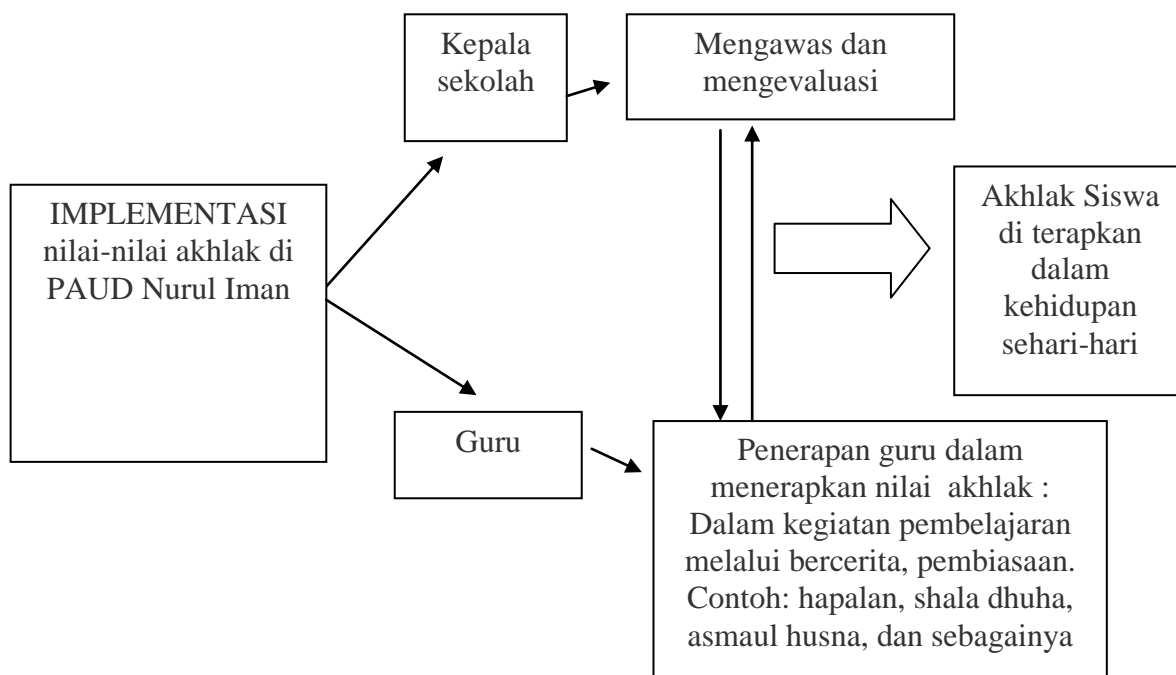 Kepala
sekolah
Mengawas dan
mengevaluasi
IMPLEMENTASI
nilai-nilai akhlak di
PAUD Nurul Iman
Akhlak Siswa
di terapkan
dalam
kehidupan
sehari-hari
Guru
Penerapan guru dalam
menerapkan nilai  akhlak :
Dalam kegiatan pembelajaran
melalui bercerita, pembiasaan.
Contoh: hapalan, shala dhuha,
asmaul husna, dan sebagainya